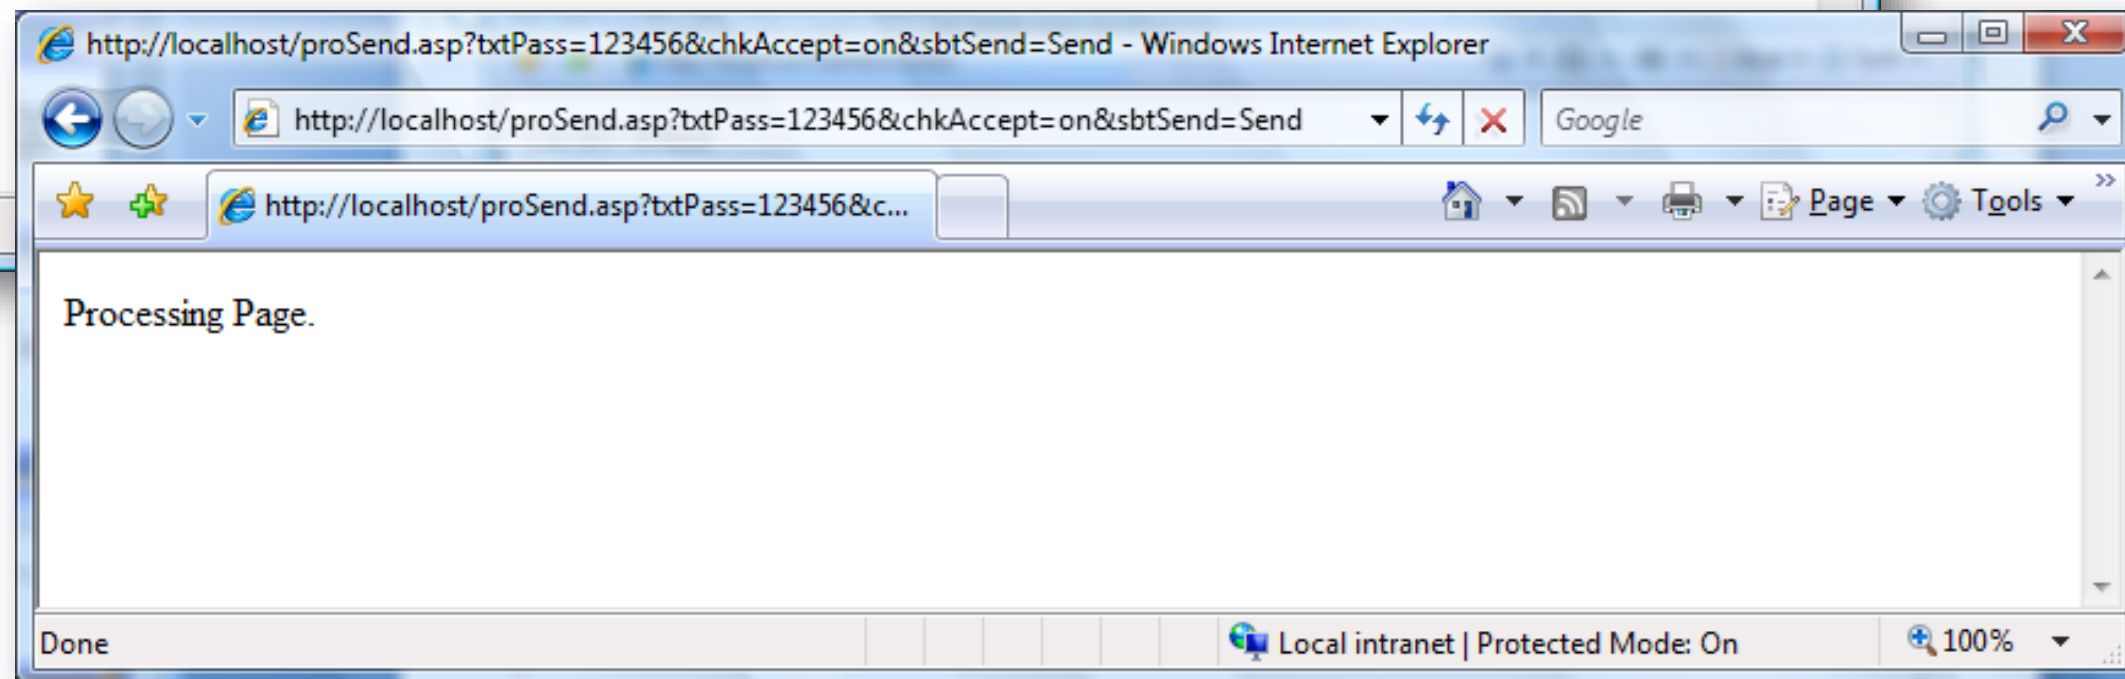 http://localhost/proSend.asp?txtPass=123456&chkAccept=on&sbtSend=Send - Windows Internet Explorer
http://localhost/proSend.asp?txtPass=123456&chkAccept=on&sbtSend=Send Google
http://localhost/proSend.asp?txtPass=123456&c... Page Tools
Processing Page.
Done Local intranet | Protected Mode: On 100%